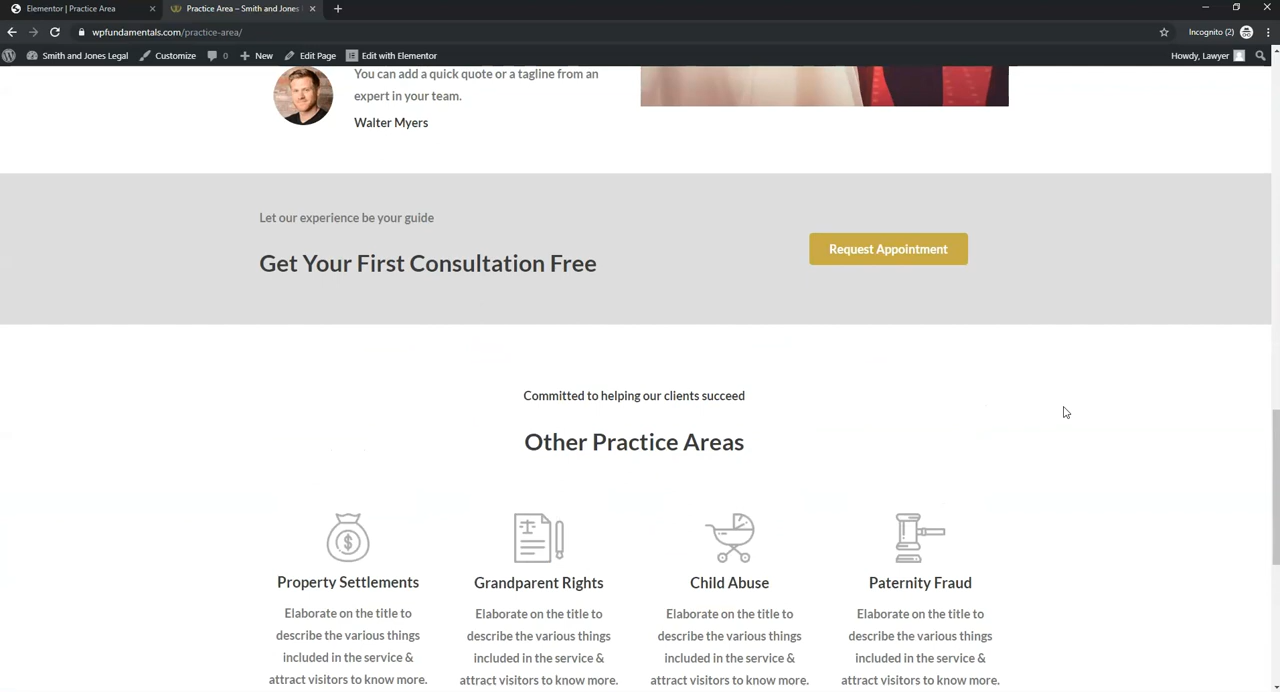 Elementor | Practice Area
Practice Area – Smith and Jones
wpfundamentals.com/practice-area/
Incognito (2)
Smith and Jones Legal
Customize
0
New
Edit Page
Edit with Elementor
Howdy, Lawyer
You can add a quick quote or a tagline from an
expert in your team.
Walter Myers
Let our experience be your guide
Get Your First Consultation Free
Request Appointment
Committed to helping our clients succeed
Other Practice Areas
Property Settlements
Elaborate on the title to
describe the various things
included in the service &
attract visitors to know more.
Grandparent Rights
Elaborate on the title to
describe the various things
included in the service &
attract visitors to know more.
Child Abuse
Elaborate on the title to
describe the various things
included in the service &
attract visitors to know more.
Paternity Fraud
Elaborate on the title to
describe the various things
included in the service &
attract visitors to know more.